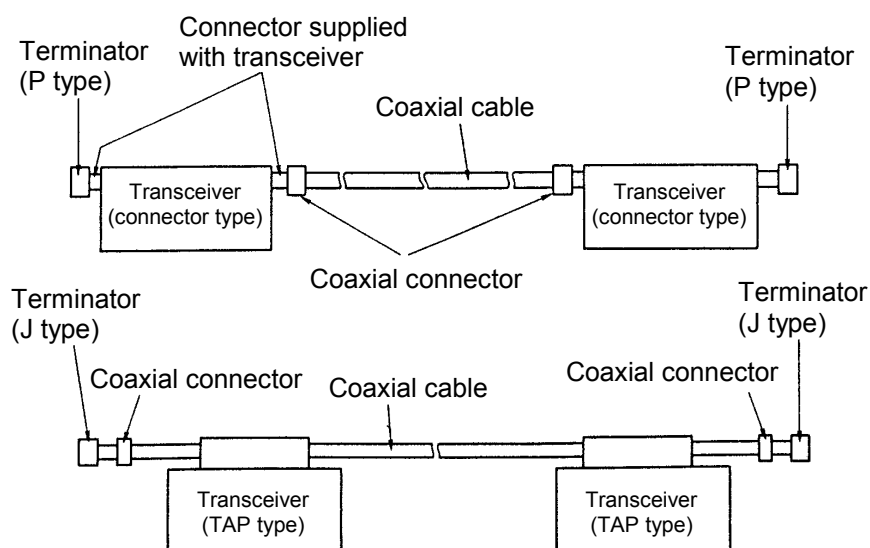 Terminator
(P type)
Connector supplied
with transceiver
Terminator
(P type)
Coaxial cable
Transceiver
(connector type)
Transceiver
(connector type)
Coaxial connector
Terminator
(J type)
Terminator
(J type)
Coaxial connector
Coaxial cable
Coaxial connector
Transceiver
(TAP type)
Transceiver
(TAP type)